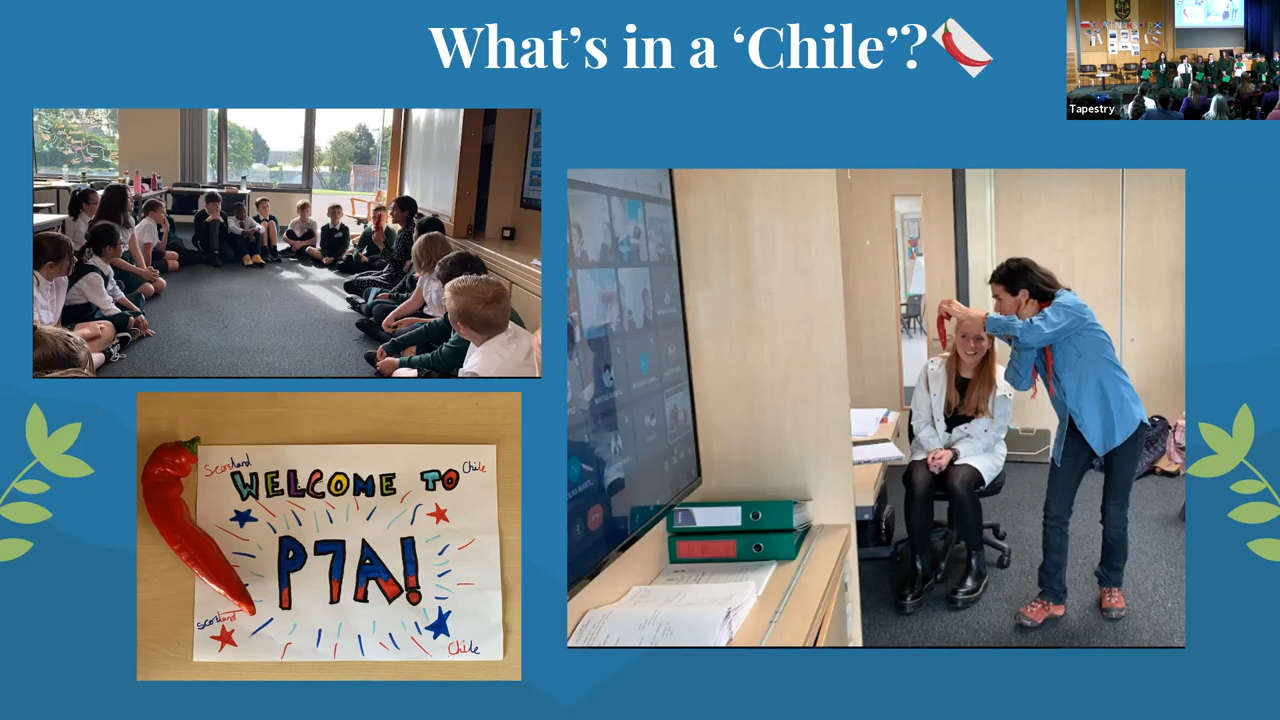 What's in a ‘Chile’?
Tapestry
Scotland
Chile
WELCOME TO
P7A!
Scotland
Chile